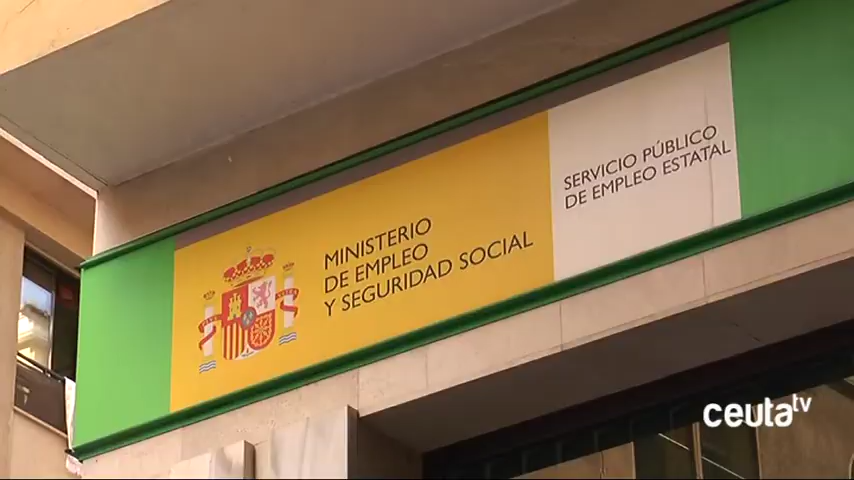 MINISTERIO
DE EMPLEO
Y SEGURIDAD SOCIAL
SERVICIO PÚBLICO
DE EMPLEO ESTATAL
ceutatv